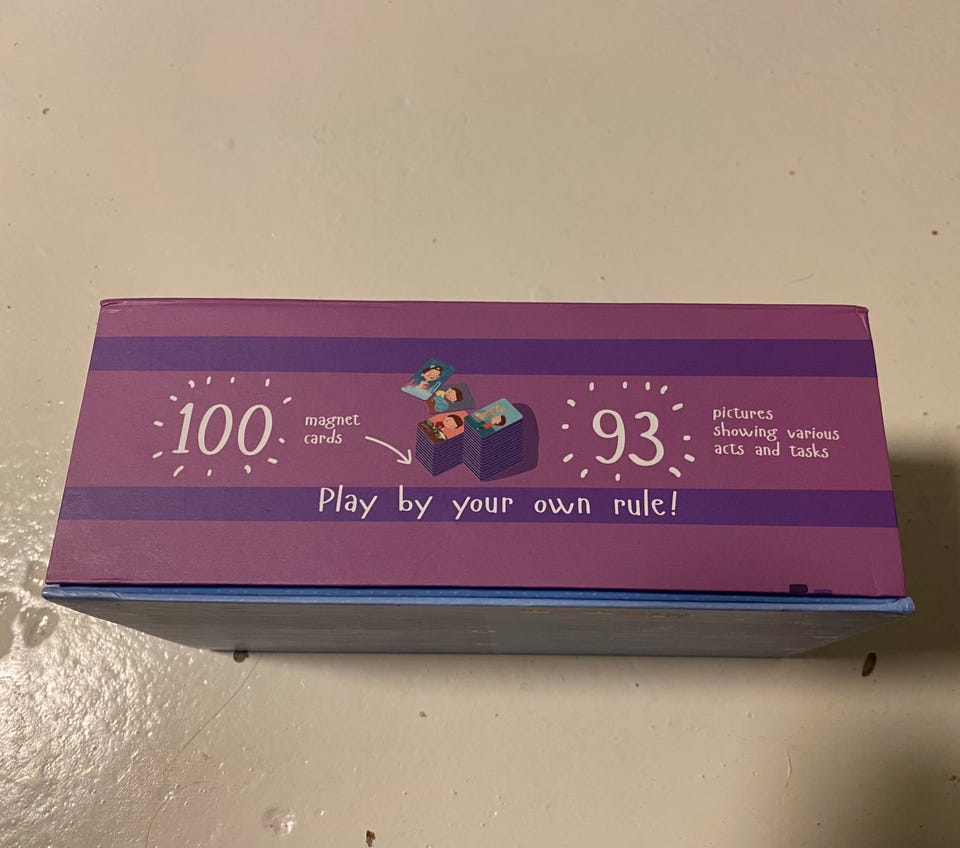 100
magnet
cards
93
pictures
showing various
acts and tasks
Play by your own rule!